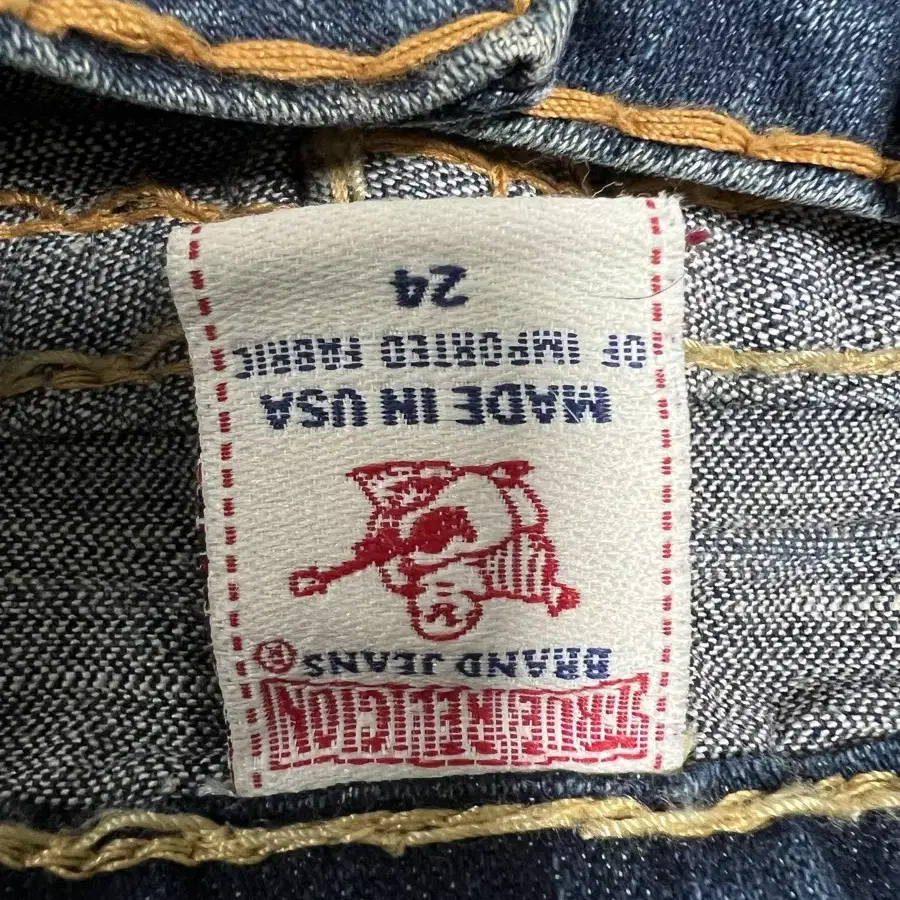 TRUE RELIGION
BRAND JEANS ®
MADE IN USA
OF IMPORTED FABRIC
24